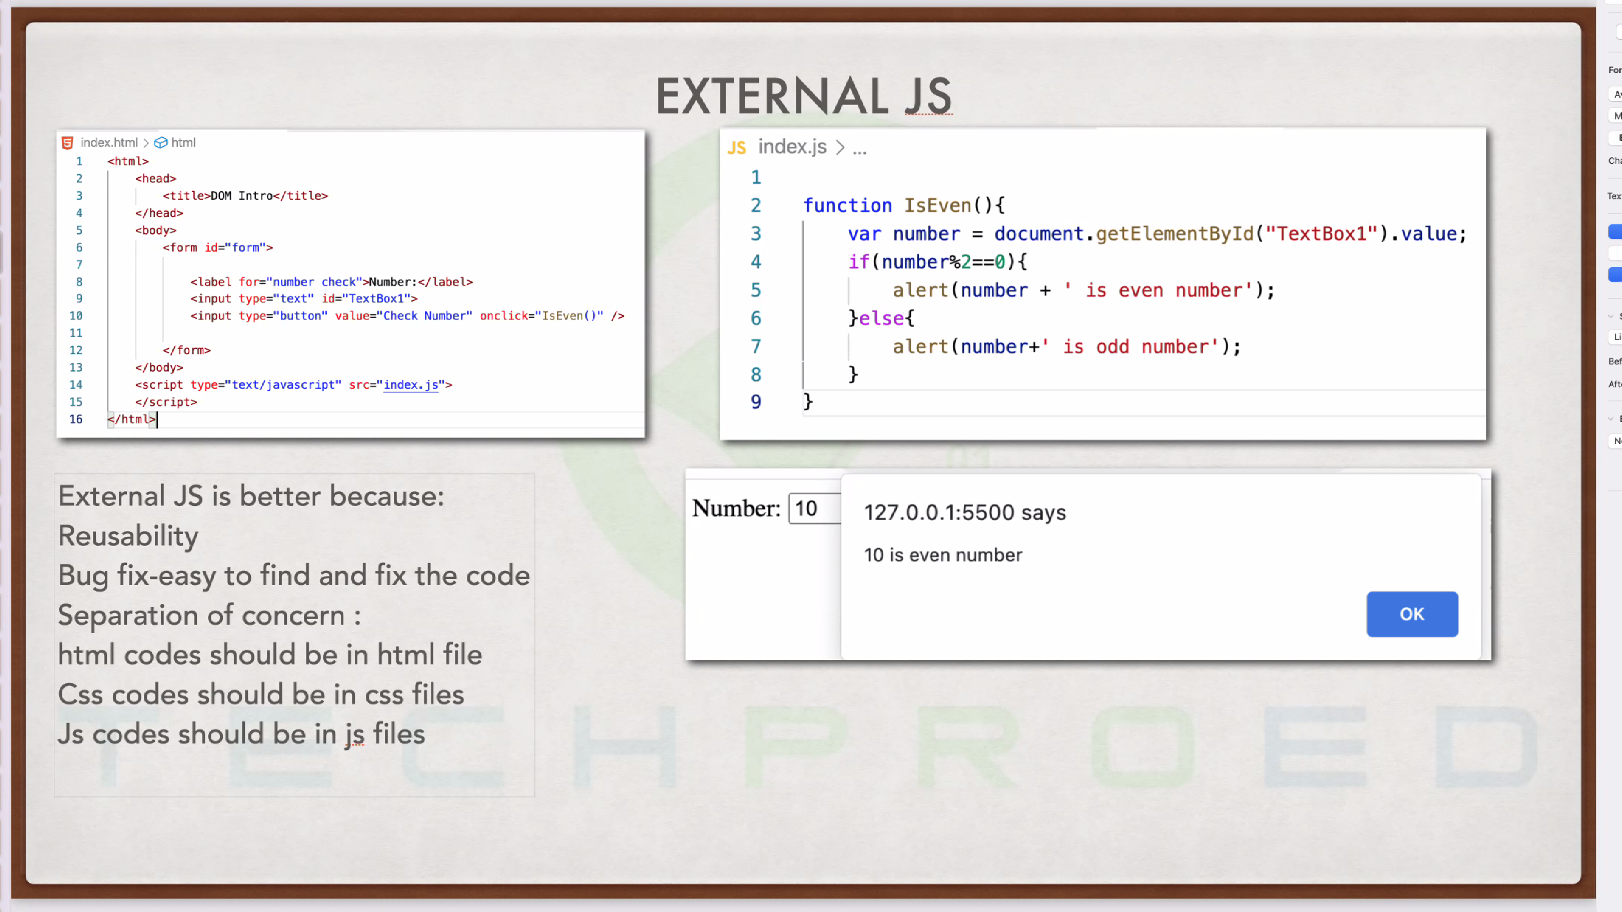 EXTERNAL JS
index.html > html
1 <html>
2 <head>
3 <title>DOM Intro</title>
4 </head>
5 <body>
6 <form id="form">
7
8 <label for="number check">Number:</label>
9 <input type="text" id="TextBox1">
10 <input type="button" value="Check Number" onclick="IsEven()" />
11
12 </form>
13 </body>
14 <script type="text/javascript" src="index.js">
15 </script>
16 </html>
JS index.js > ...
1
2 function IsEven(){
3 var number = document.getElementById("TextBox1").value;
4 if(number%2==0){
5 alert(number + ' is even number');
6 }else{
7 alert(number+' is odd number');
8 }
9 }
External JS is better because:
Reusability
Bug fix-easy to find and fix the code
Separation of concern :
html codes should be in html file
Css codes should be in css files
Js codes should be in js files
Number: 10
127.0.0.1:5500 says
10 is even number
OK
TECHPROED